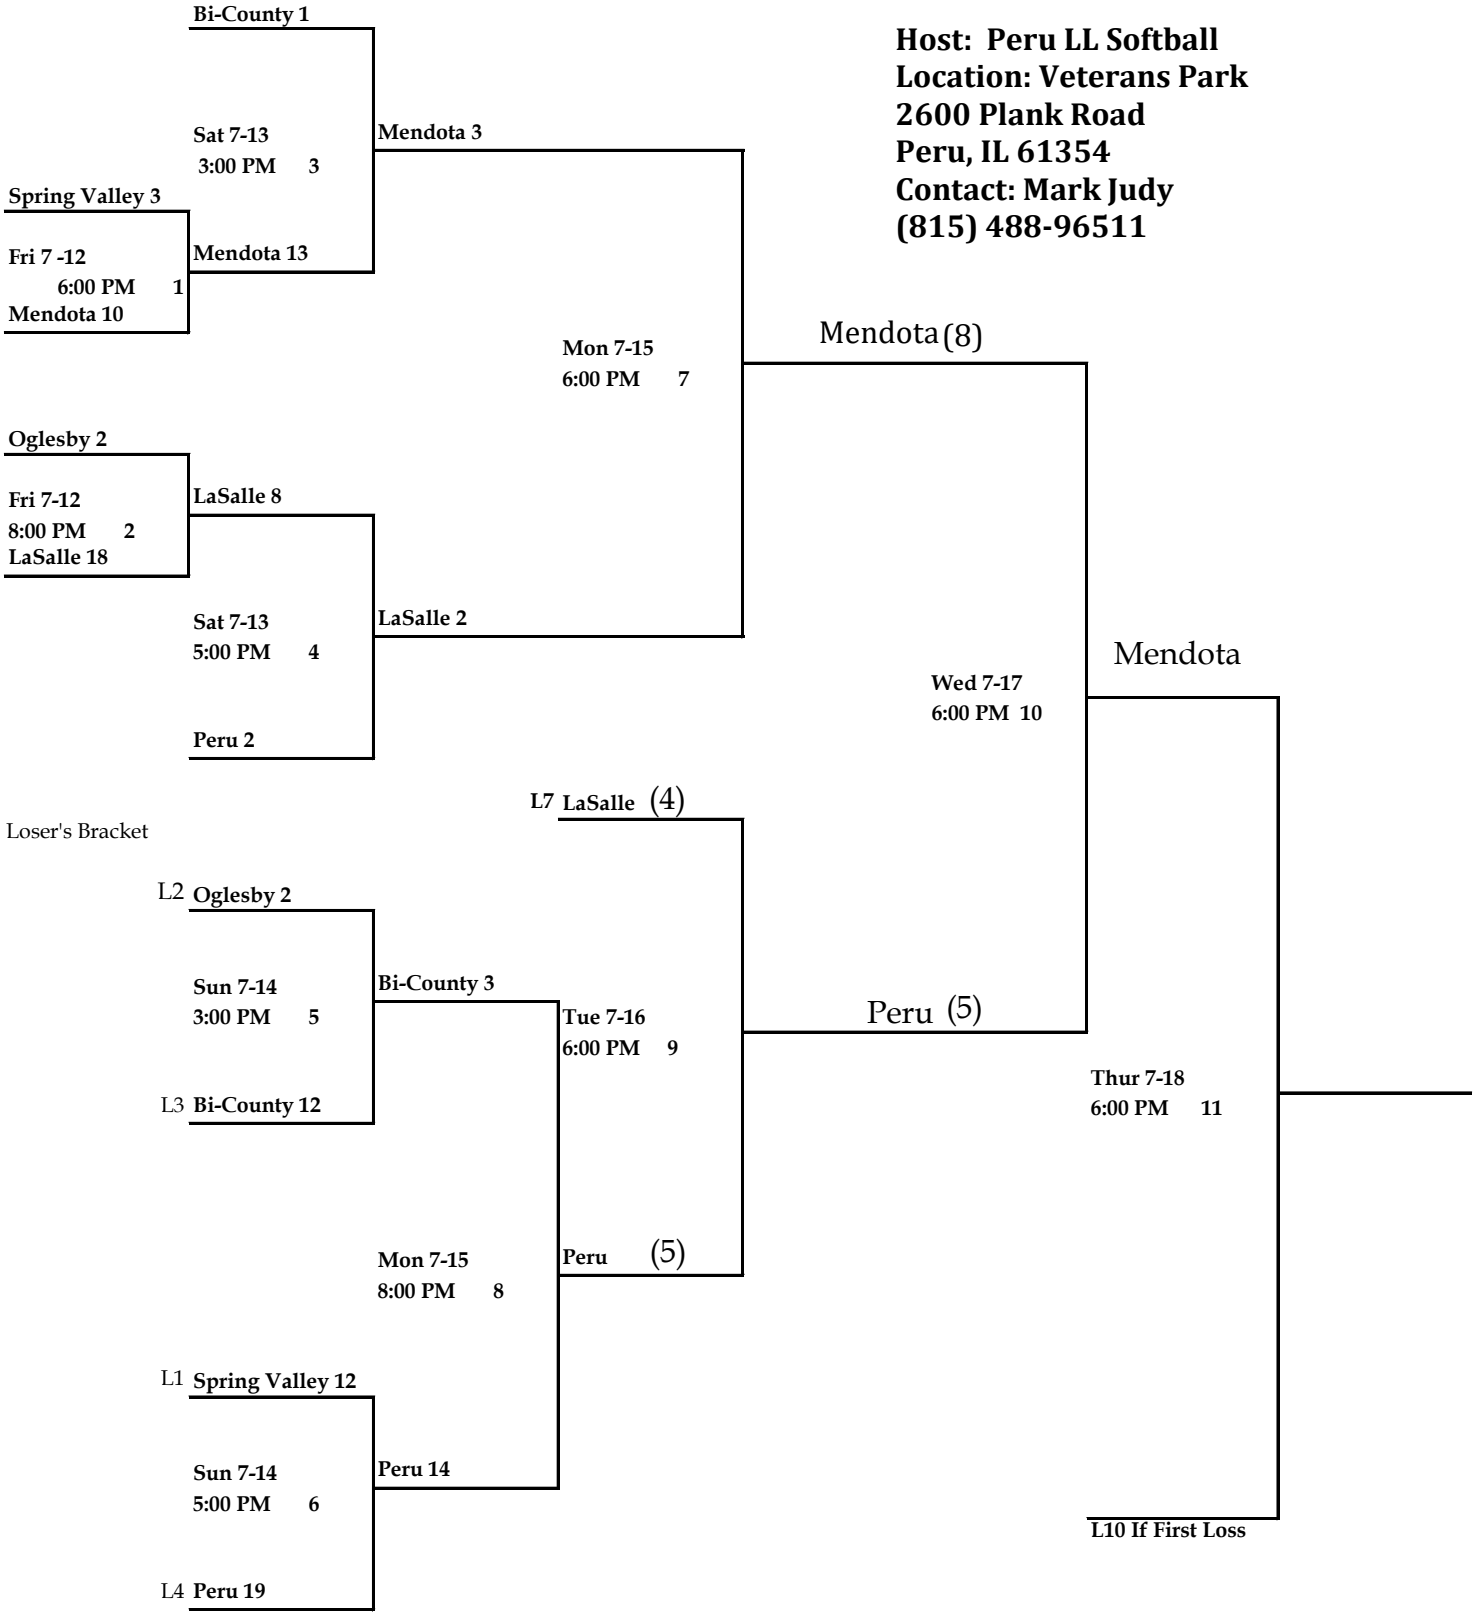 Bi-County 1
Host:  Peru LL Softball
Location: Veterans Park
2600 Plank Road
Peru, IL 61354
Contact: Mark Judy
(815) 488-96511
Sat 7-13
3:00 PM 3
Mendota 3
Spring Valley 3
Fri 7 -12
6:00 PM 1
Mendota 10
Mendota 13
Mon 7-15
6:00 PM 7
Mendota (8)
Oglesby 2
Fri 7-12
8:00 PM 2
LaSalle 18
LaSalle 8
Sat 7-13
5:00 PM 4
LaSalle 2
Peru 2
Wed 7-17
6:00 PM 10
Mendota
L7 LaSalle (4)
Loser's Bracket
L2 Oglesby 2
Sun 7-14
3:00 PM 5
Bi-County 3
L3 Bi-County 12
Tue 7-16
6:00 PM 9
Peru (5)
Thur 7-18
6:00 PM 11
Mon 7-15
8:00 PM 8
Peru (5)
L1 Spring Valley 12
Sun 7-14
5:00 PM 6
Peru 14
L4 Peru 19
L10 If First Loss